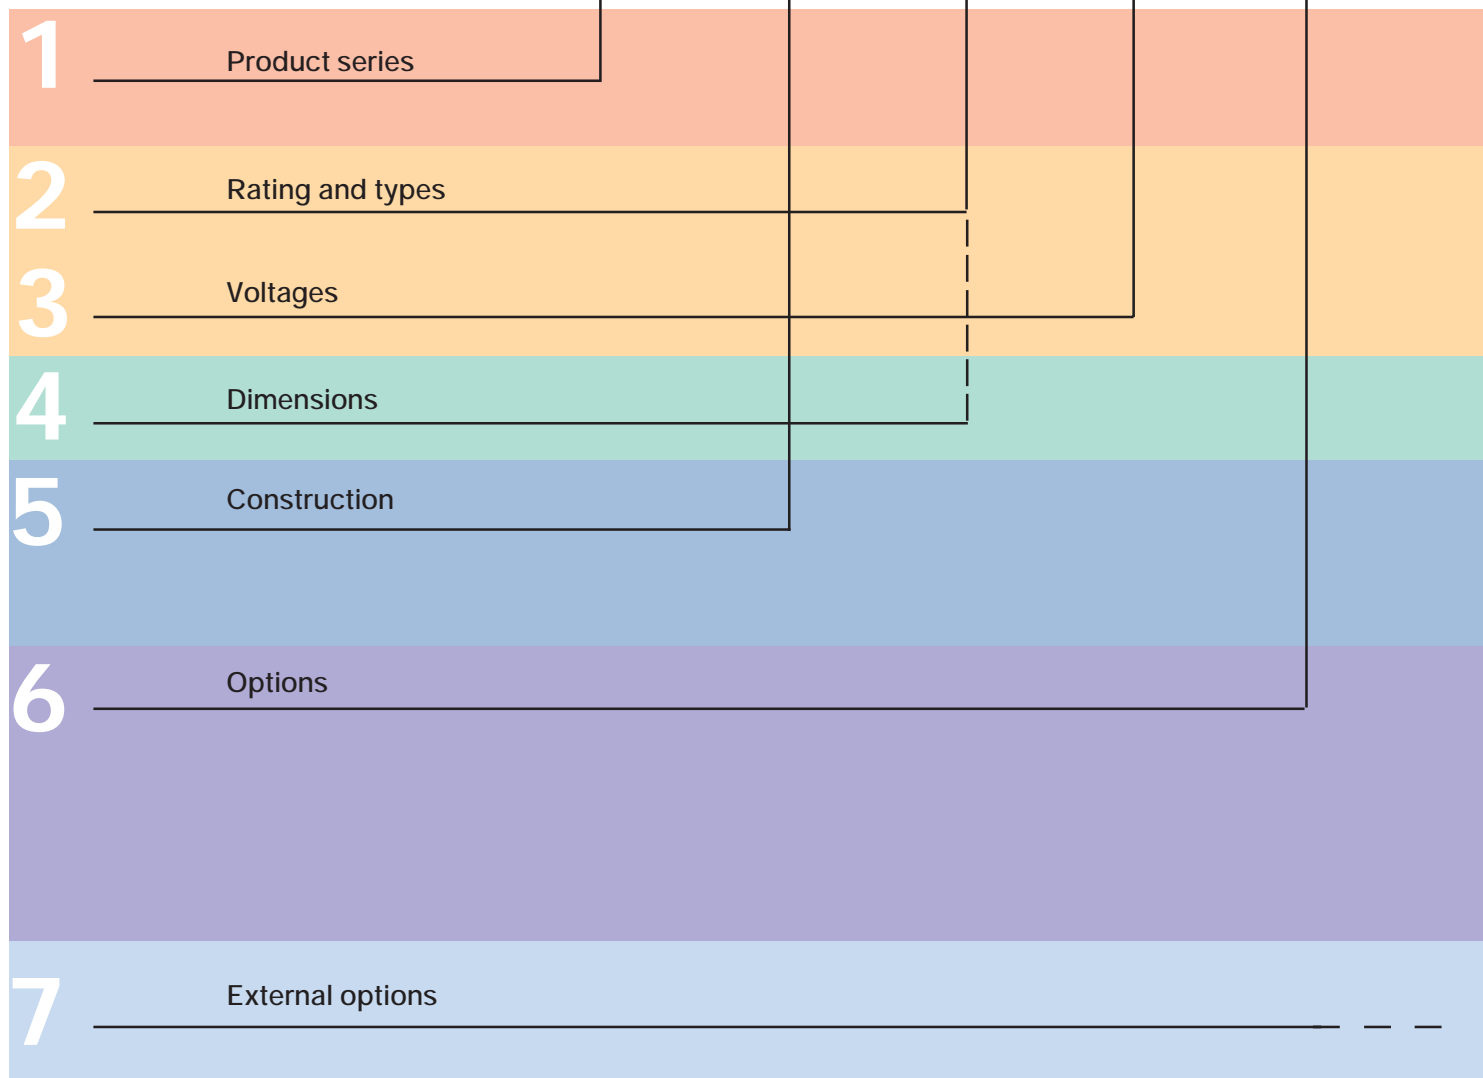 1
Product series
2
Rating and types
3
Voltages
4
Dimensions
5
Construction
6
Options
7
External options